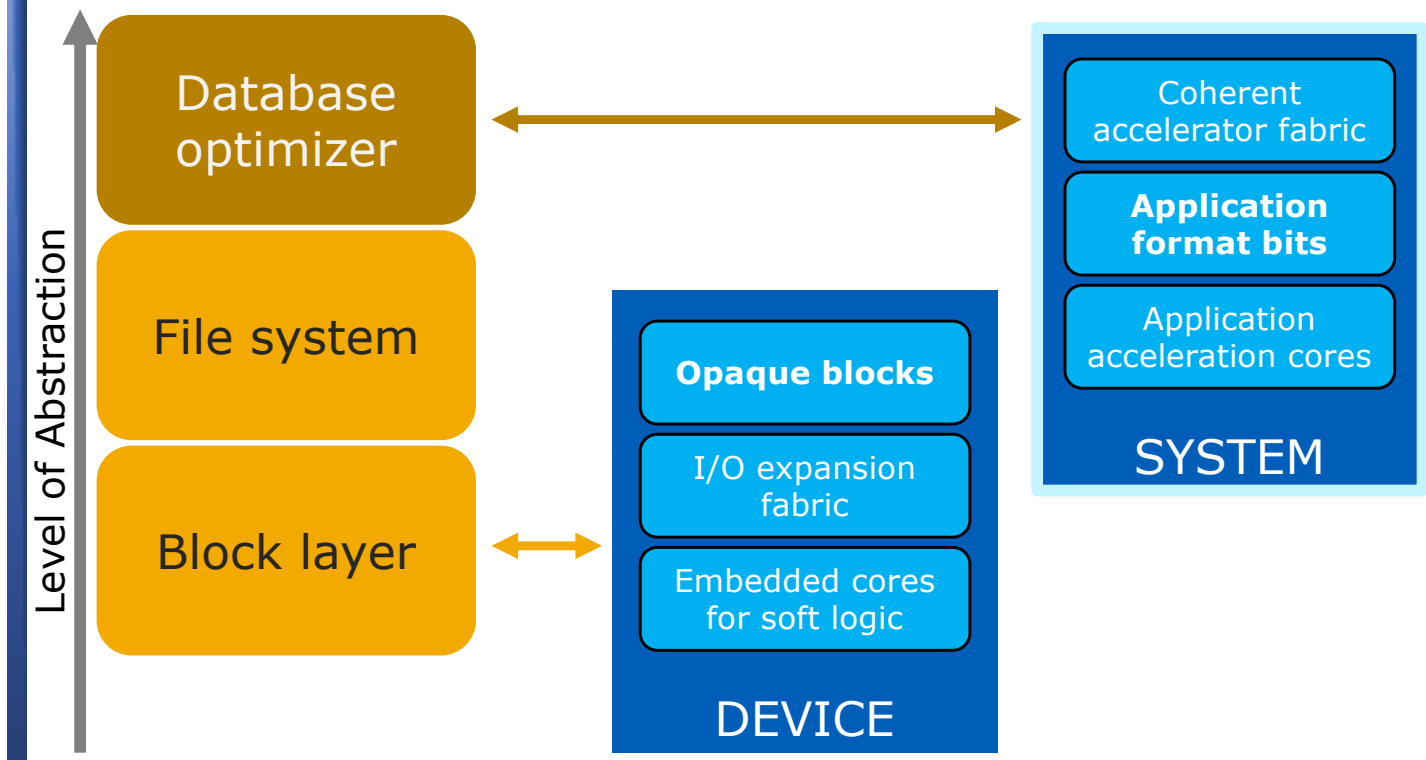 Level of Abstraction
Database
optimizer
File system
Block layer
Opaque blocks
I/O expansion
fabric
Embedded cores
for soft logic
DEVICE
Coherent
accelerator fabric
Application
format bits
Application
acceleration cores
SYSTEM